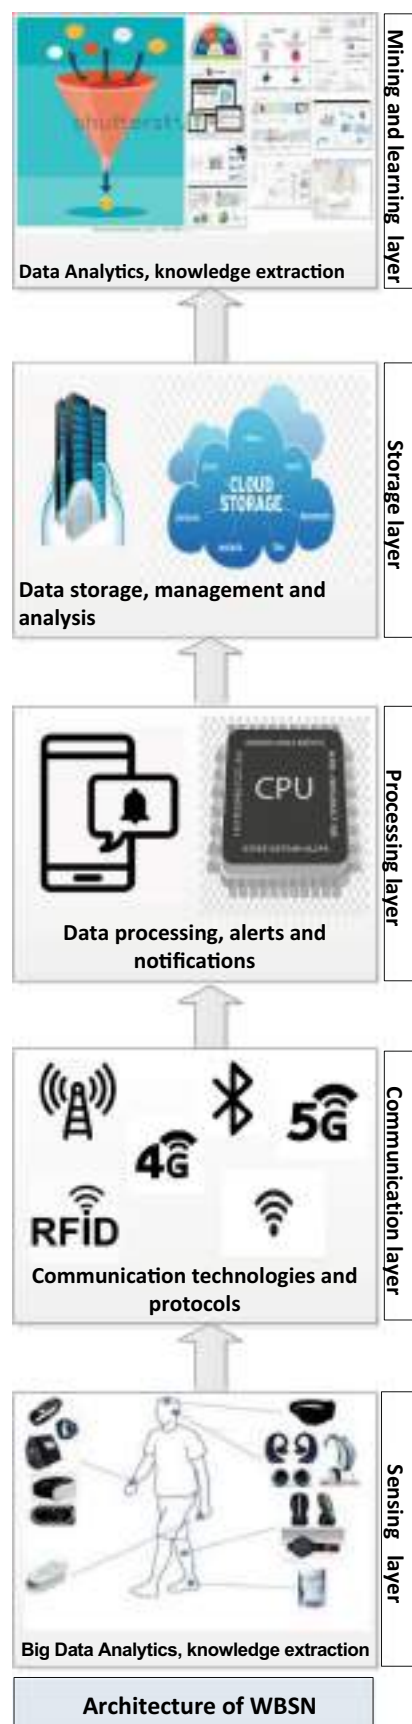 shutterst
Mining and learning layer
Data Analytics, knowledge extraction
CLOUD
STORAGE
Storage layer
Data storage, management and
analysis
CPU
Processing layer
Data processing, alerts and
notifications
5G
4G
RFiD
Communication layer
Communication technologies and
protocols
Sensing layer
Big Data Analytics, knowledge extraction
Architecture of WBSN